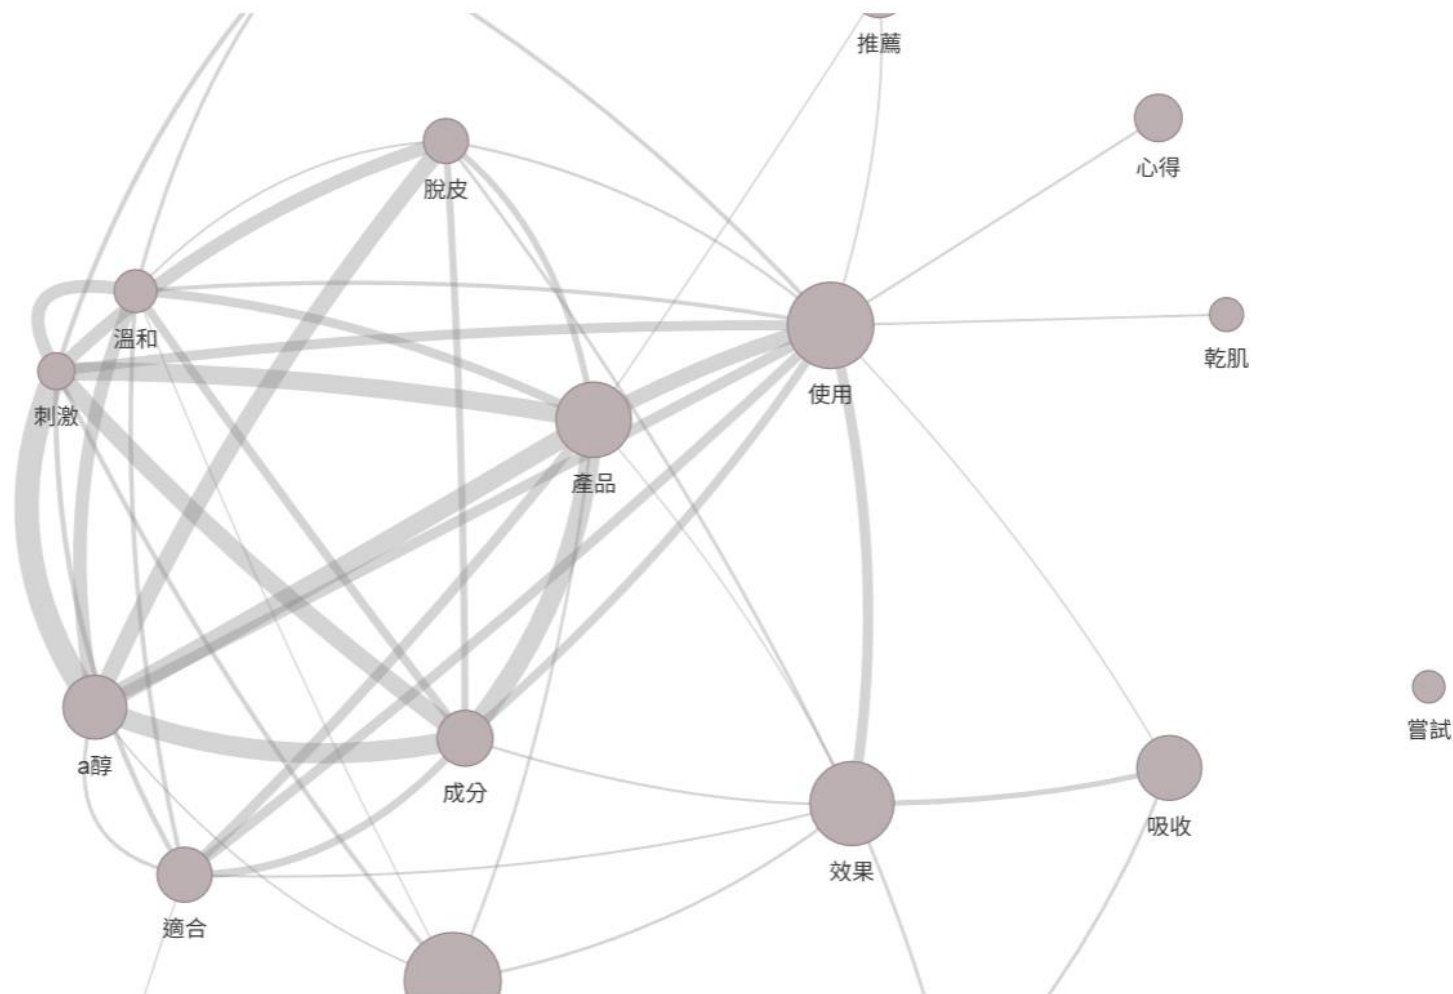 推薦
心得
脫皮
溫和
乾肌
使用
刺激
產品
嘗試
a醇
成分
吸收
效果
適合